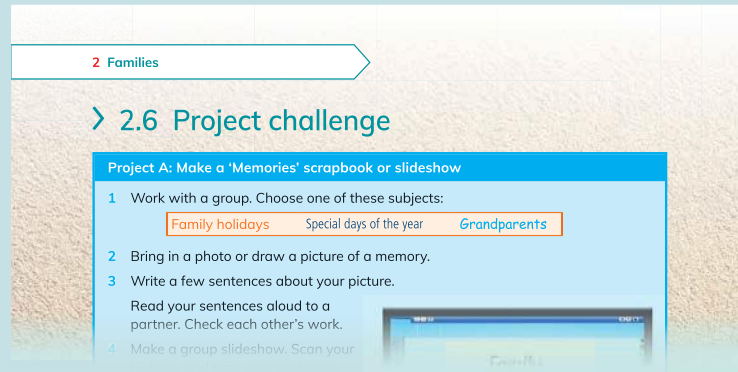 2 Families
2.6 Project challenge
Project A: Make a ‘Memories’ scrapbook or slideshow
1 Work with a group. Choose one of these subjects:
Family holidays Special days of the year Grandparents
2 Bring in a photo or draw a picture of a memory.
3 Write a few sentences about your picture.
Read your sentences aloud to a
partner. Check each other’s work.
4 Make a group slideshow. Scan your
Family